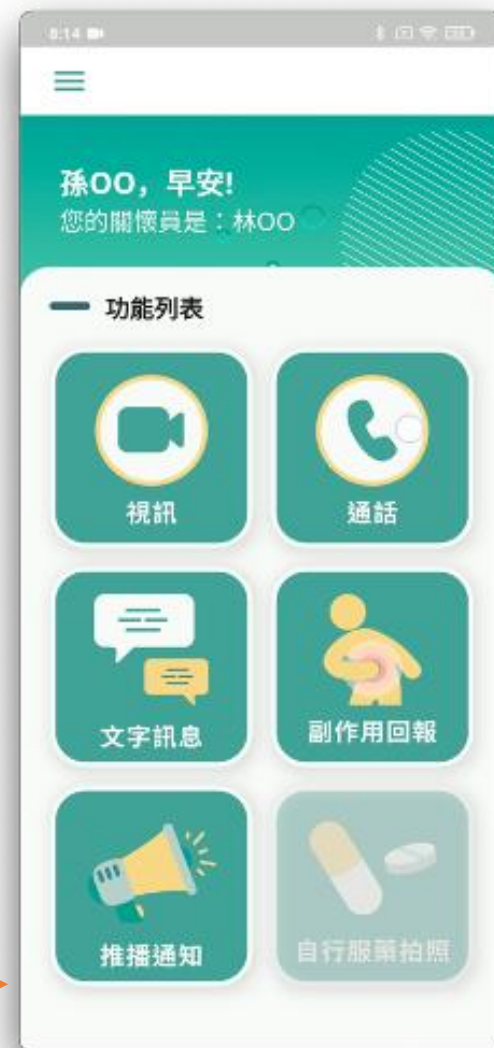 8:14
孫OO，早安!
您的關懷員是：林OO
功能列表
視訊
通話
文字訊息
副作用回報
推播通知
自行服藥拍照